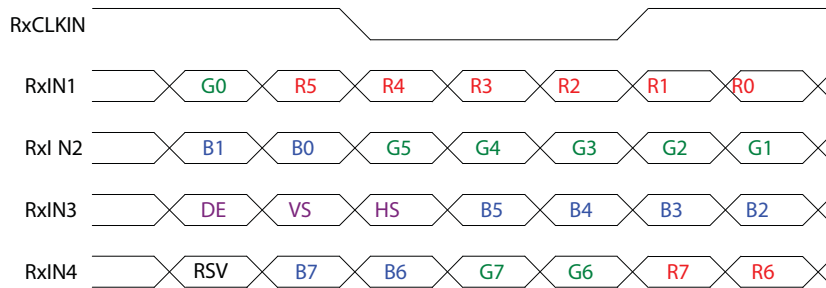 RxCLKIN
RxIN1 G0 R5 R4 R3 R2 R1 R0
RxI N2 B1 B0 G5 G4 G3 G2 G1
RxIN3 DE VS HS B5 B4 B3 B2
RxIN4 RSV B7 B6 G7 G6 R7 R6